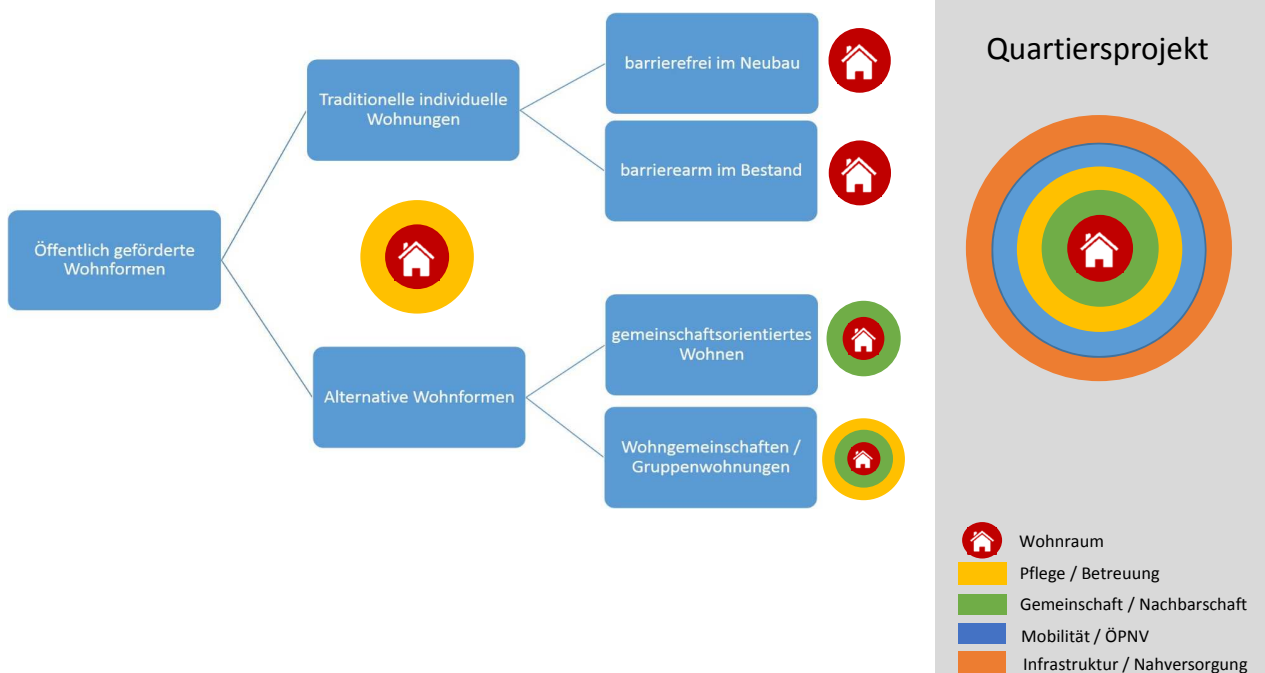 Öffentlich geförderte
Wohnformen
Traditionelle individuelle
Wohnungen
barrierefrei im Neubau
barrierearm im Bestand
Alternative Wohnformen
gemeinschaftsorientiertes
Wohnen
Wohngemeinschaften /
Gruppenwohnungen
Quartiersprojekt
Wohnraum
Pflege / Betreuung
Gemeinschaft / Nachbarschaft
Mobilität / ÖPNV
Infrastruktur / Nahversorgung